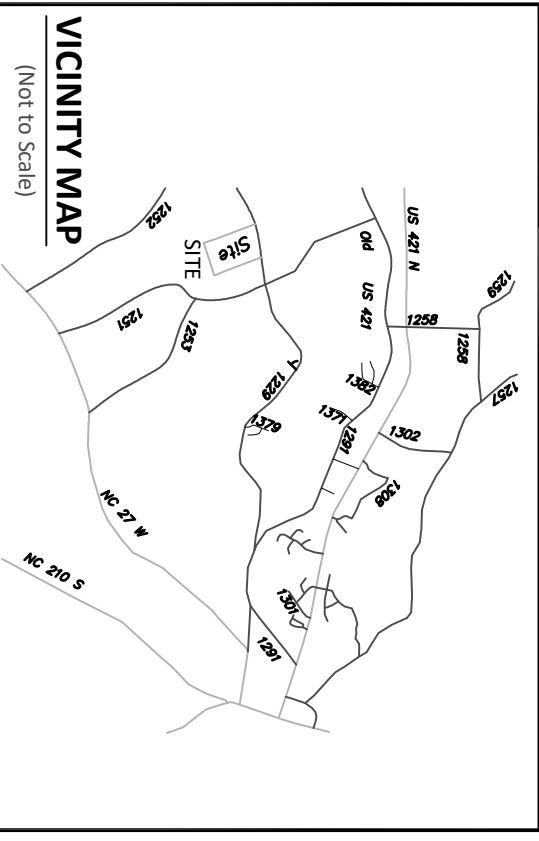 VICINITY MAP
(Not to Scale)
1259
1257
US 421 N
1258
1258
Old US 421
1382
1302
1371
1291
1308
1252
Site
SITE
1251
1253
1229
1379
NC 27 W
1301
1291
NC 210 S